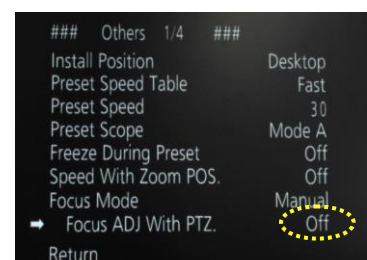 ### Others 1/4 ###
Install Position Desktop
Preset Speed Table Fast
Preset Speed 30
Preset Scope Mode A
Freeze During Preset Off
Speed With Zoom POS. Off
Focus Mode Manual
➡ Focus ADJ With PTZ. Off
Return